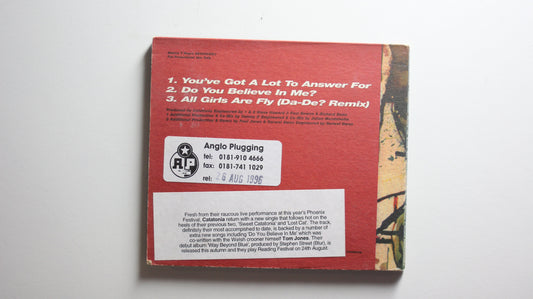 1. You've Got A Lot To Answer For
2. Do You Believe In Me?
3. All Girls Are Fly (Da-De? Remix)
AP
Anglo Plugging
tel: 0181-910 4666
fax: 0181-741 1029
rel: 26 AUG 1996
Fresh from their raucous live performance at this year's Phoenix
Festival, Catatonia return with a new single that follows hot on the
heels of their previous two, 'Sweet Catatonia' and 'Lost Cat'. The track,
definitely their most accomplished to date, is backed by a number of
extra new songs including 'Do You Believe In Me' which was
co-written with the Welsh crooner himself Tom Jones. Their
debut album 'Way Beyond Blue', produced by Stephen Street (Blur), is
released this autumn and they play Reading Festival on 24th August.